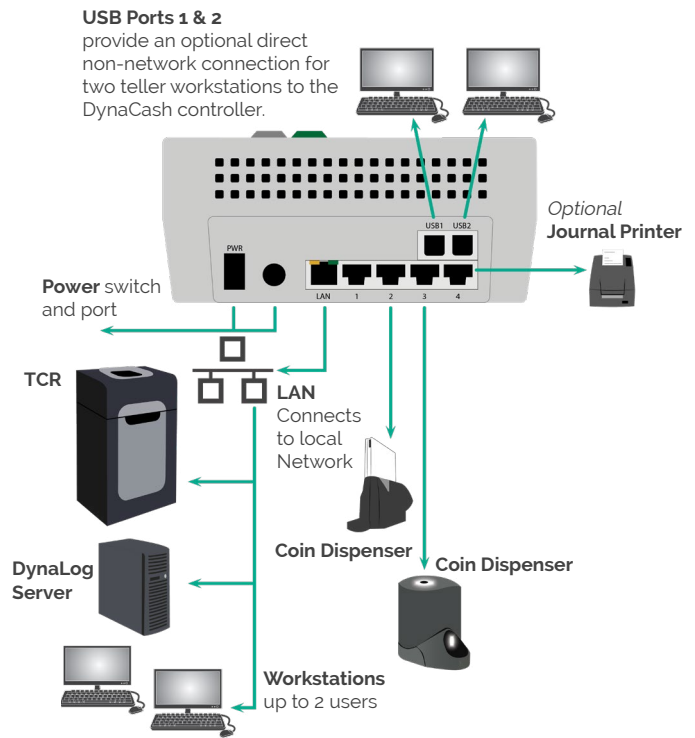 USB Ports 1 & 2
provide an optional direct
non-network connection for
two teller workstations to the
DynaCash controller.
Optional
Journal Printer
USB1 USB2
PWR
LAN 1 2 3 4
Power switch
and port
TCR
LAN
Connects
to local
Network
Coin Dispenser
Coin Dispenser
DynaLog
Server
Workstations
up to 2 users